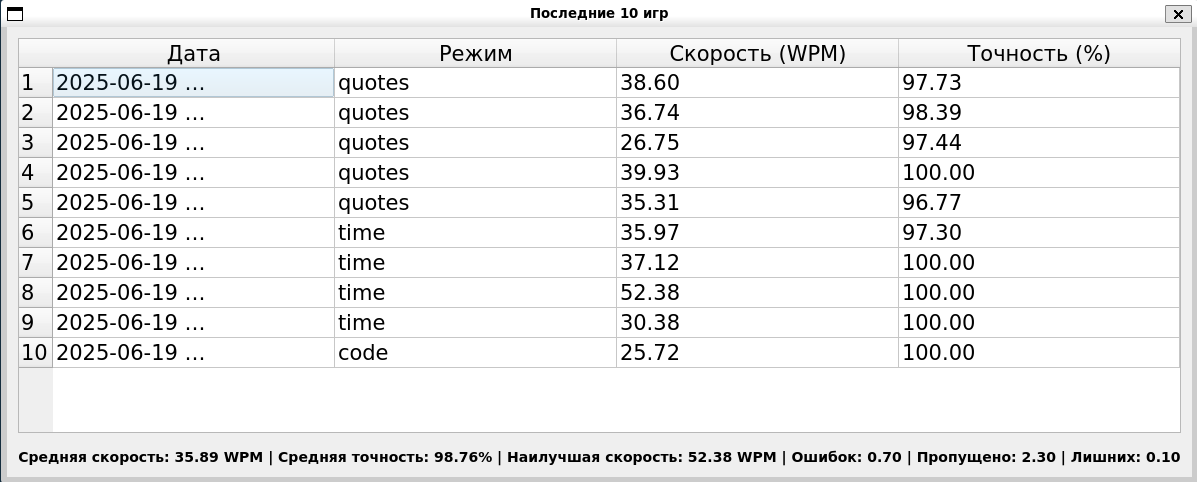 Последние 10 игр
Дата Режим Скорость (WPM) Точность (%)
1 2025-06-19 ... quotes 38.60 97.73
2 2025-06-19 ... quotes 36.74 98.39
3 2025-06-19 ... quotes 26.75 97.44
4 2025-06-19 ... quotes 39.93 100.00
5 2025-06-19 ... quotes 35.31 96.77
6 2025-06-19 ... time 35.97 97.30
7 2025-06-19 ... time 37.12 100.00
8 2025-06-19 ... time 52.38 100.00
9 2025-06-19 ... time 30.38 100.00
10 2025-06-19 ... code 25.72 100.00
Средняя скорость: 35.89 WPM | Средняя точность: 98.76% | Наилучшая скорость: 52.38 WPM | Ошибок: 0.70 | Пропущено: 2.30 | Лишних: 0.10